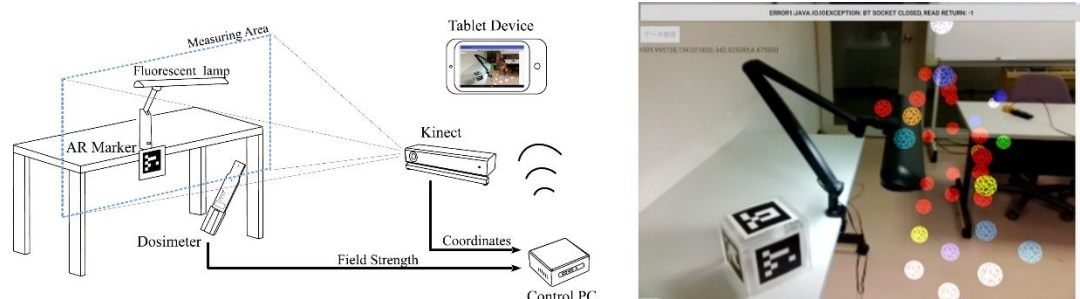 Measuring Area
Fluorescent lamp
AR Marker
Dosimeter
Tablet Device
Kinect
Coordinates
Field Strength
Control PC
ERROR1:JAVA.IO.IOEXCEPTION: BT SOCKET CLOSED, READ RETURN: -1